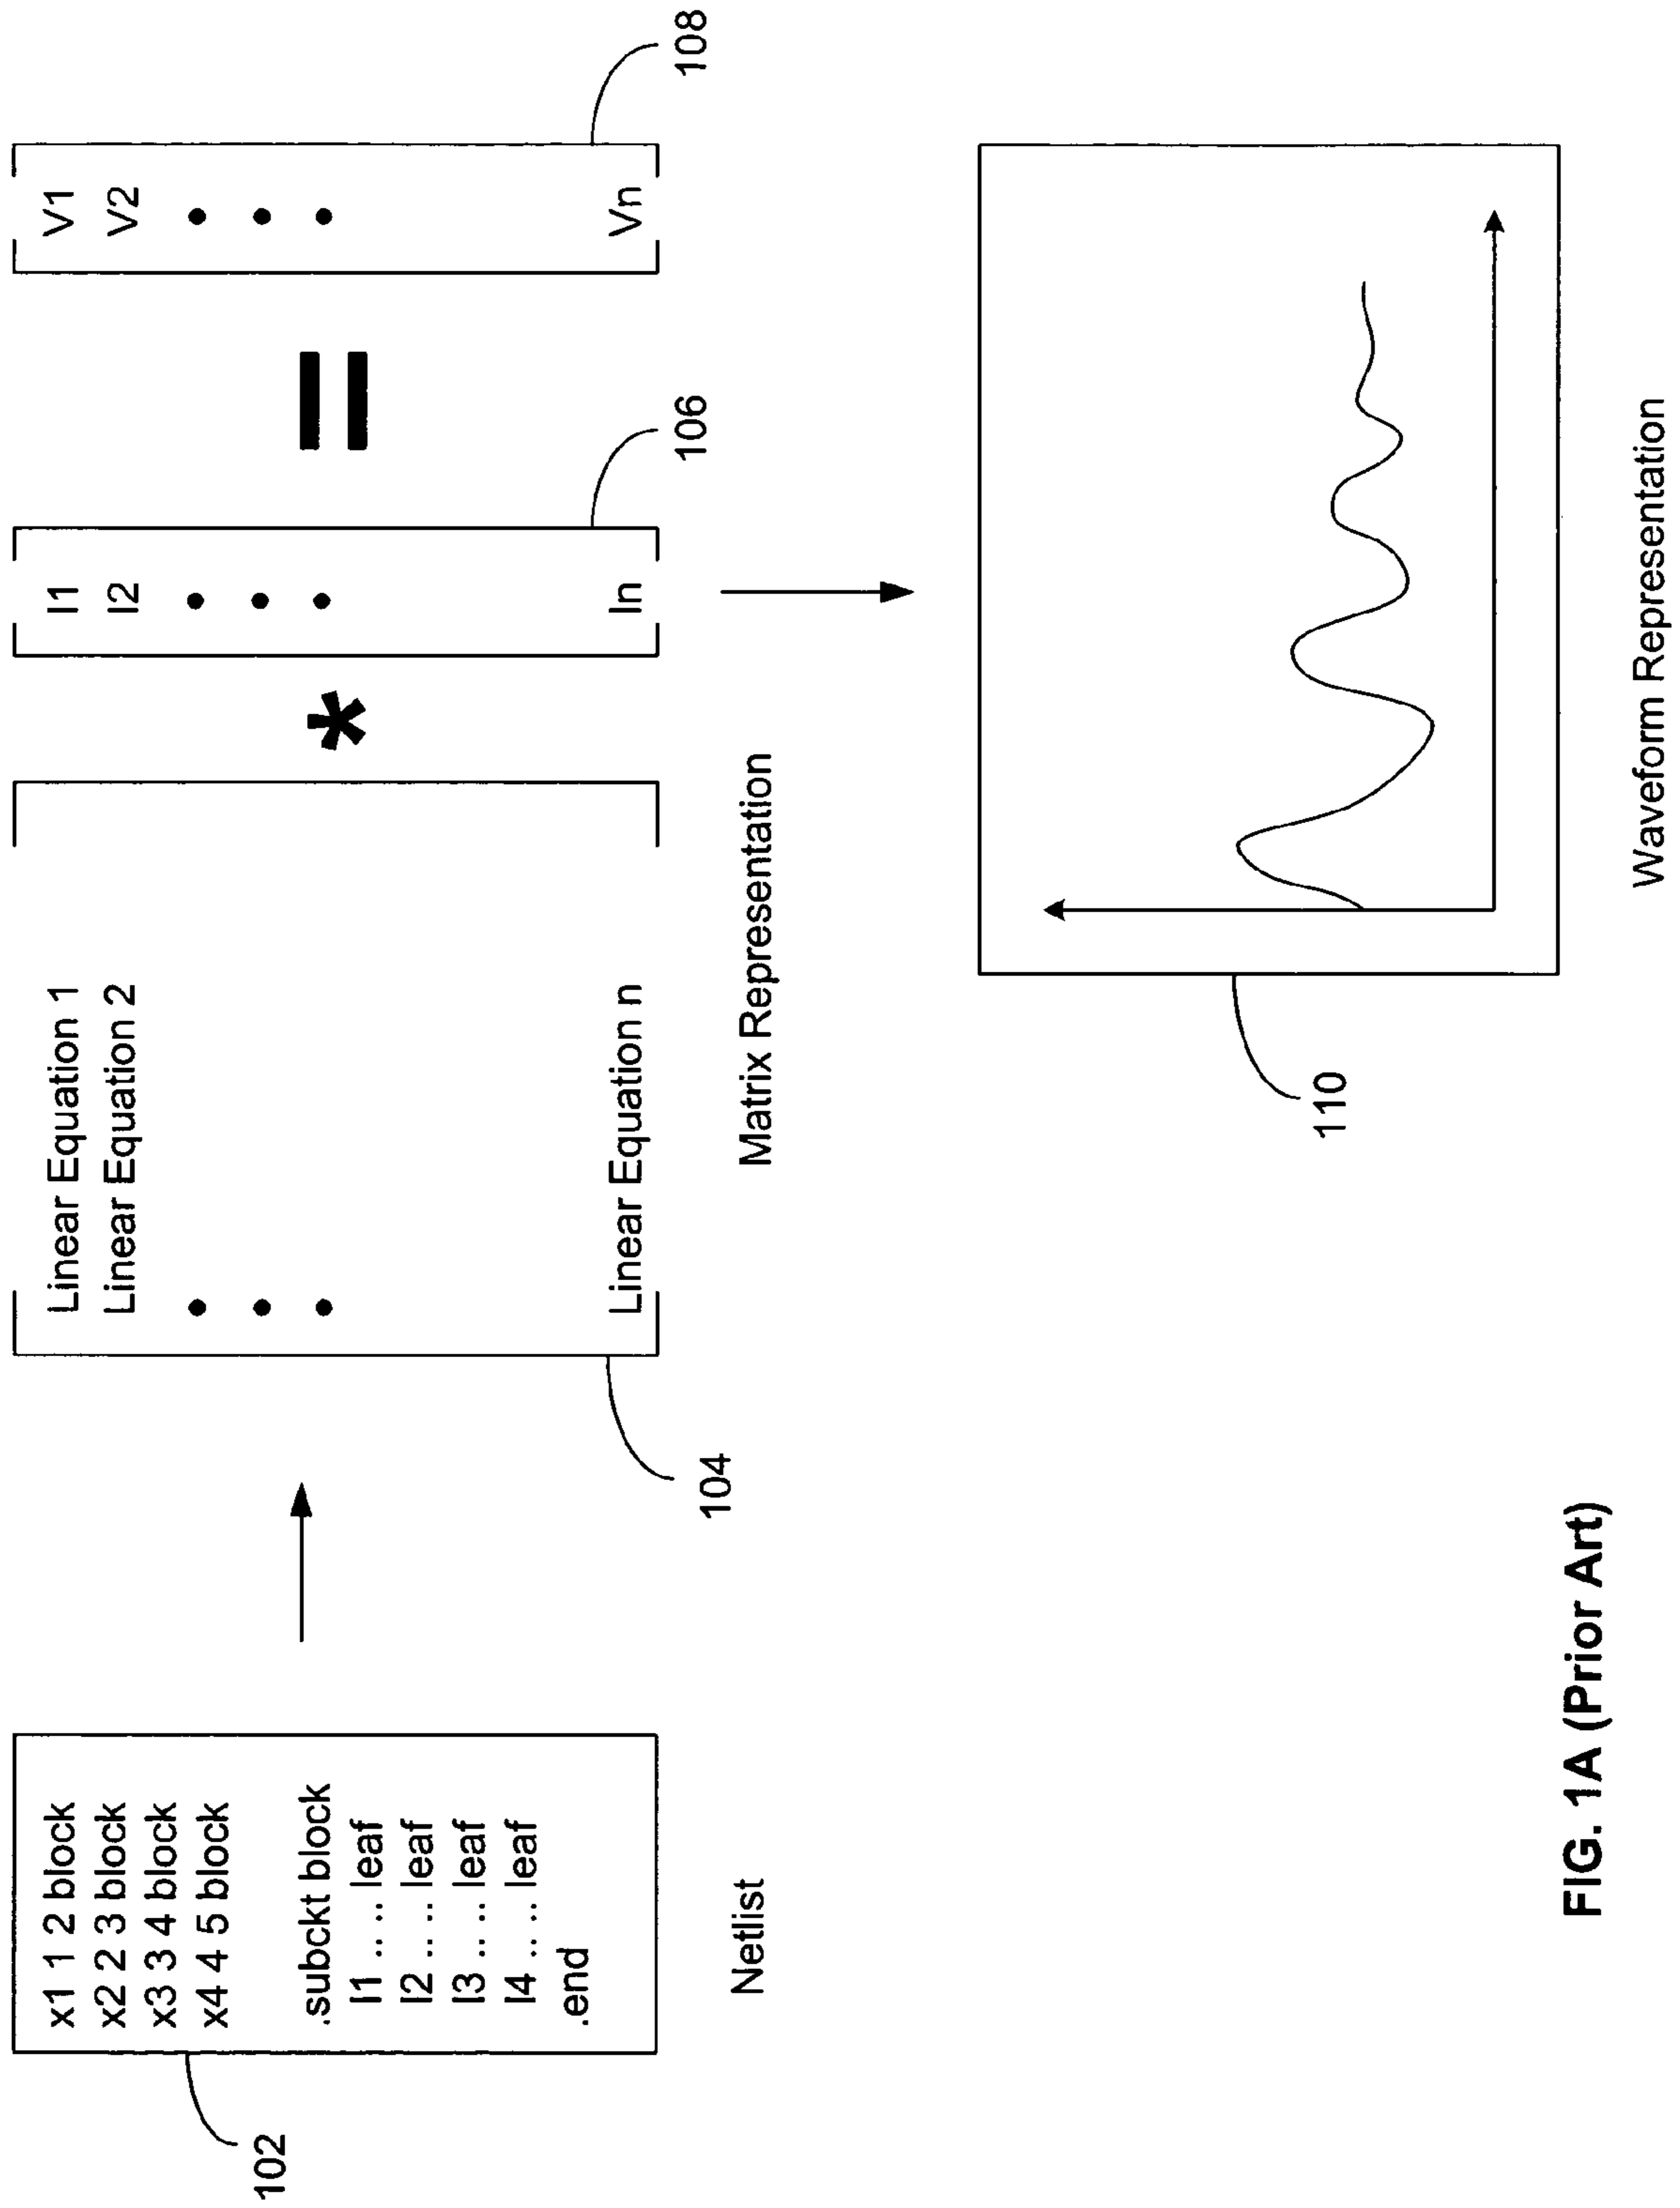 x1 1 2 block
x2 2 3 block
x3 3 4 block
x4 4 5 block
.subckt block
I1 .. .. leaf
I2 .. .. leaf
I3 .. .. leaf
I4 .. .. leaf
.end
102
Netlist
Linear Equation 1
Linear Equation 2
Linear Equation n
104
*
I1
I2
In
106
=
V1
V2
Vn
108
Matrix Representation
110
Waveform Representation
FIG. 1A (Prior Art)